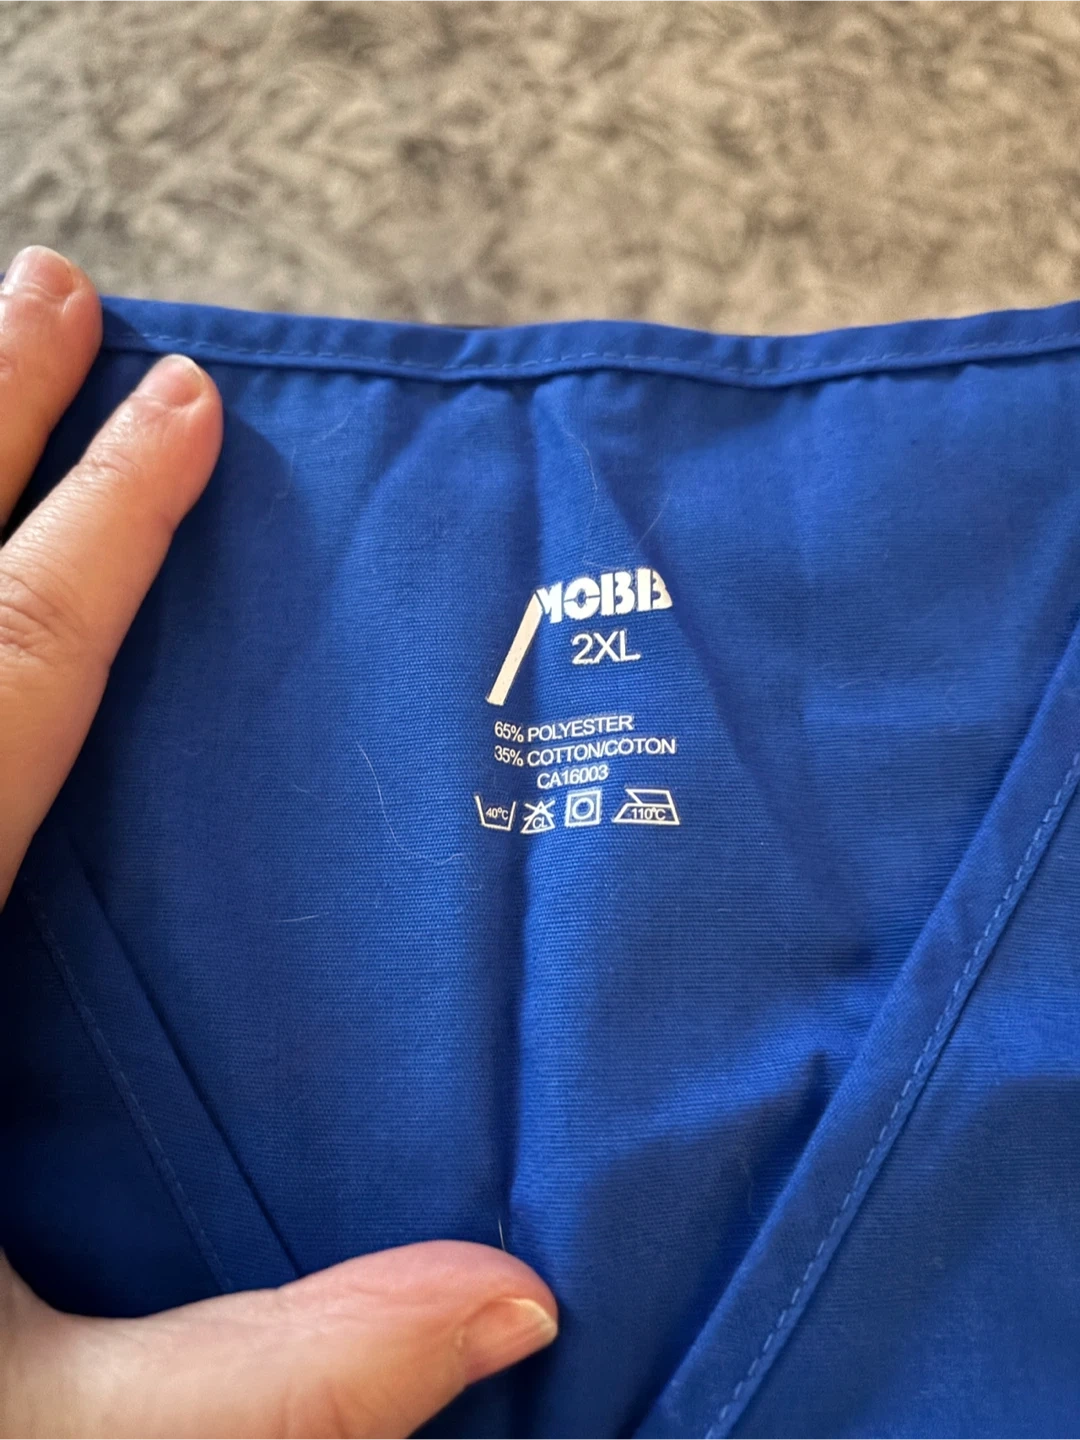 MOBB
2XL
65% POLYESTER
35% COTTON/COTON
CA16003
40°C CL 110°C